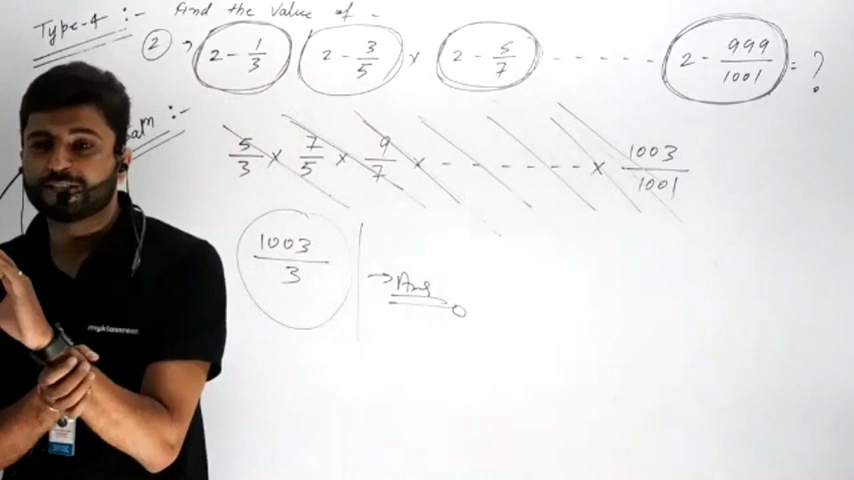 Type-4 :- Find the value of -
2 → 2 - 1/3 2 - 3/5 × 2 - 5/7 ------ 2 - 999/1001 = ?
:-
5/3 × 7/5 × 9/7 × ------- × 1003/1001
1003/3 → Ans
myklassroom